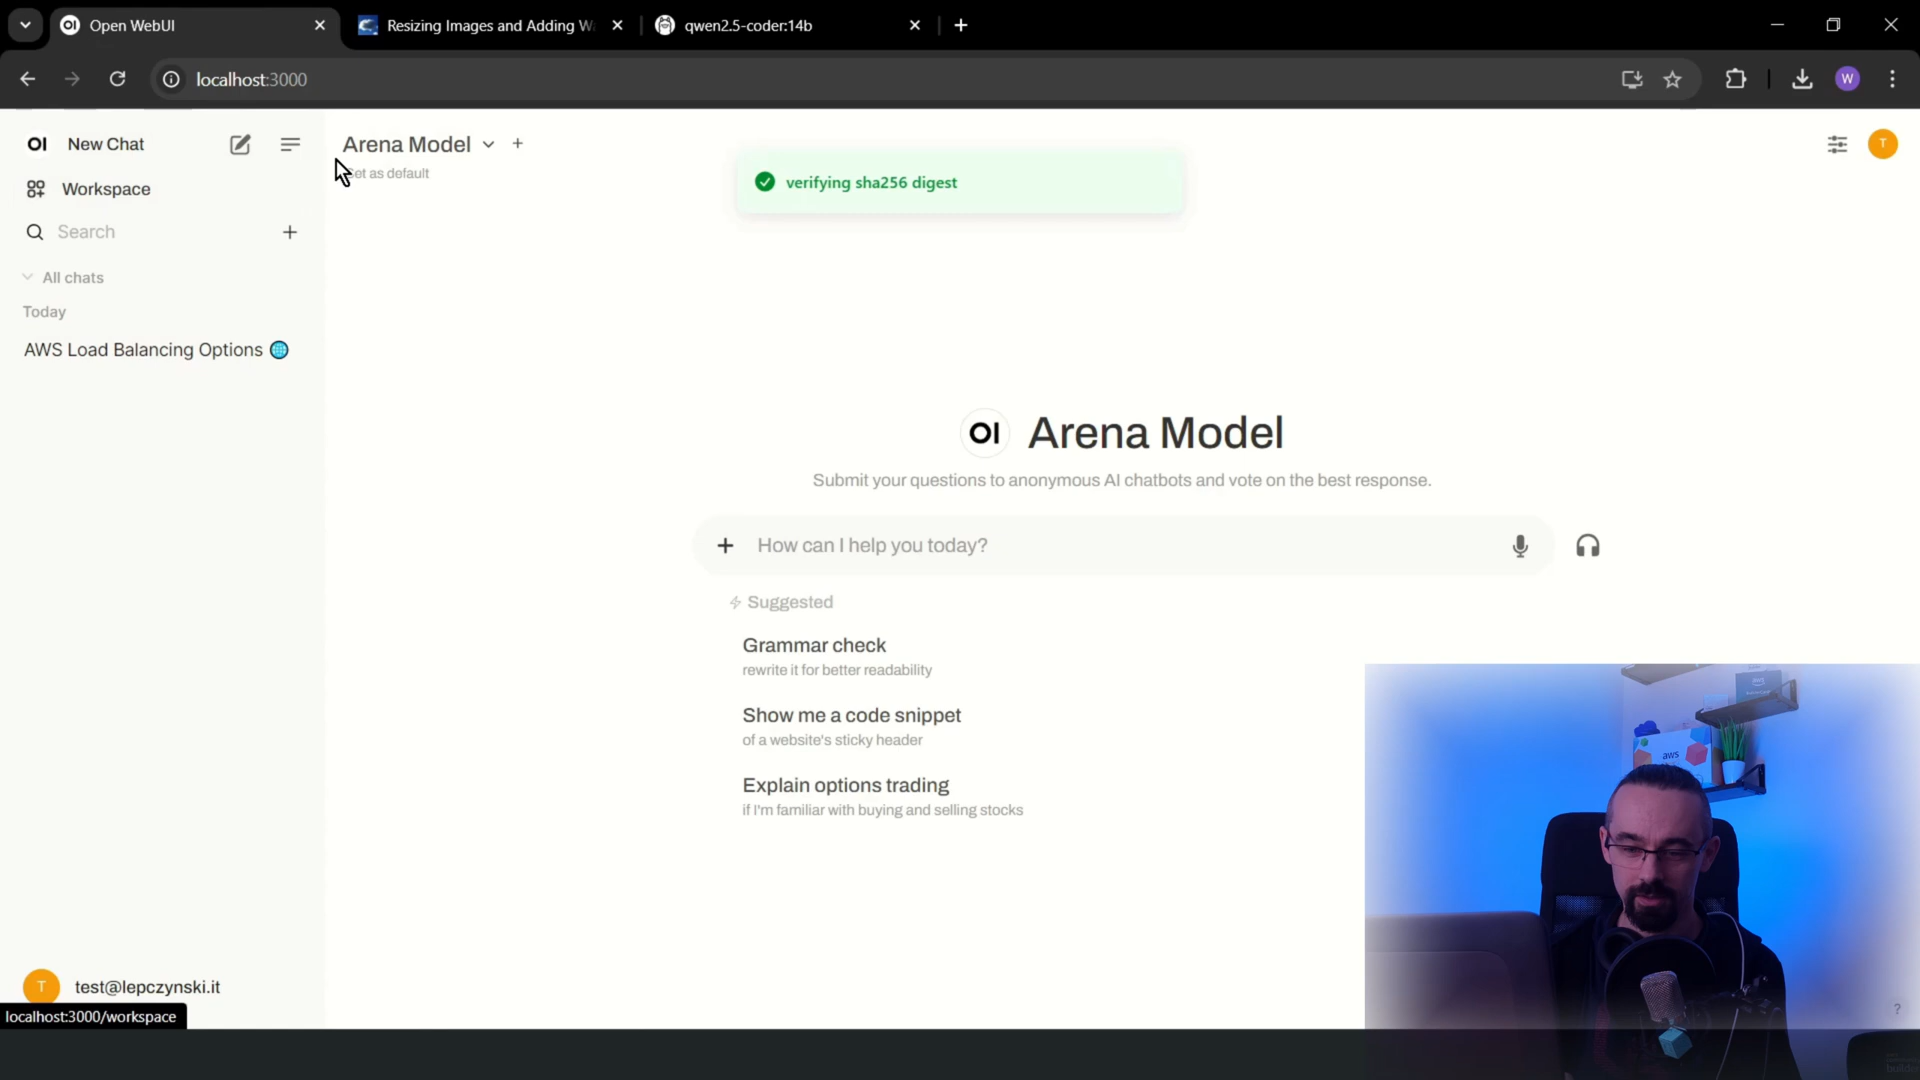 Open WebUI
Resizing Images and Adding W
qwen2.5-coder:14b
localhost:3000
W
OI New Chat
Arena Model
Set as default
verifying sha256 digest
T
Workspace
Search
All chats
Today
AWS Load Balancing Options
OI Arena Model
Submit your questions to anonymous AI chatbots and vote on the best response.
How can I help you today?
Suggested
Grammar check
rewrite it for better readability
Show me a code snippet
of a website's sticky header
Explain options trading
if I'm familiar with buying and selling stocks
aws
aws
T test@lepczynski.it
localhost:3000/workspace
?